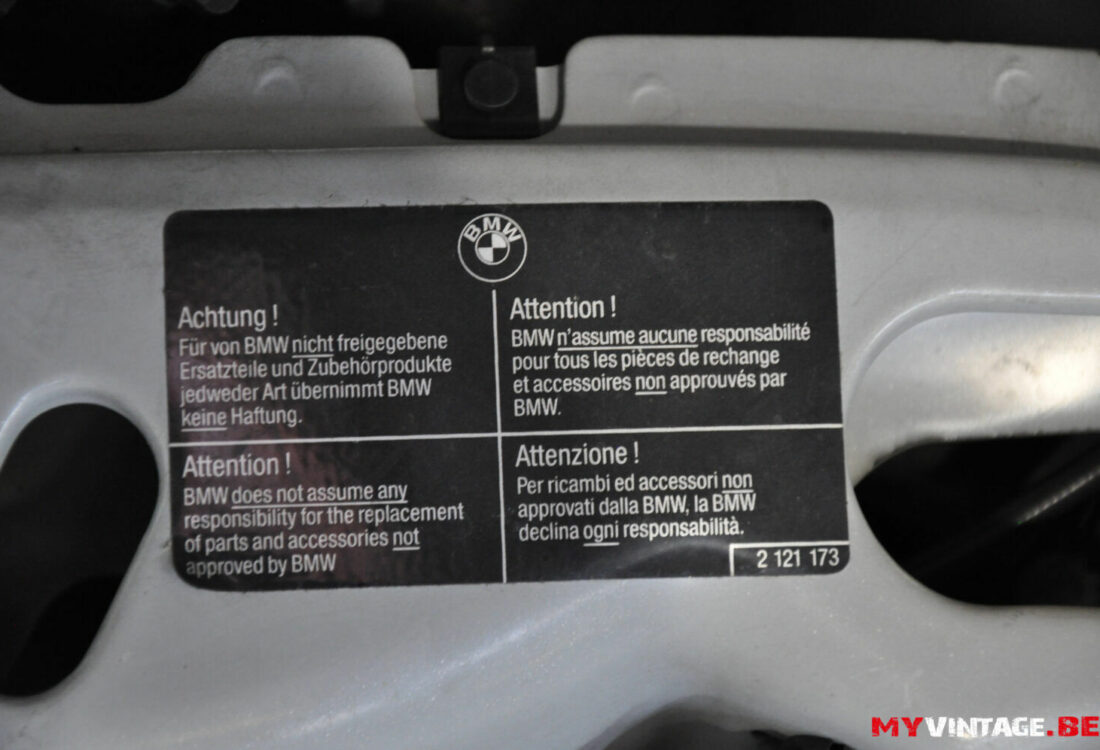 BMW
Achtung !
Für von BMW nicht freigegebene
Ersatzteile und Zubehörprodukte
jedweder Art übernimmt BMW
keine Haftung.
Attention !
BMW n'assume aucune responsabilité
pour tous les pièces de rechange
et accessoires non approuvés par
BMW.
Attention !
BMW does not assume any
responsibility for the replacement
of parts and accessories not
approved by BMW
Attenzione !
Per ricambi ed accessori non
approvati dalla BMW, la BMW
declina ogni responsabilità.
2 121 173
MYVINTAGE.BE